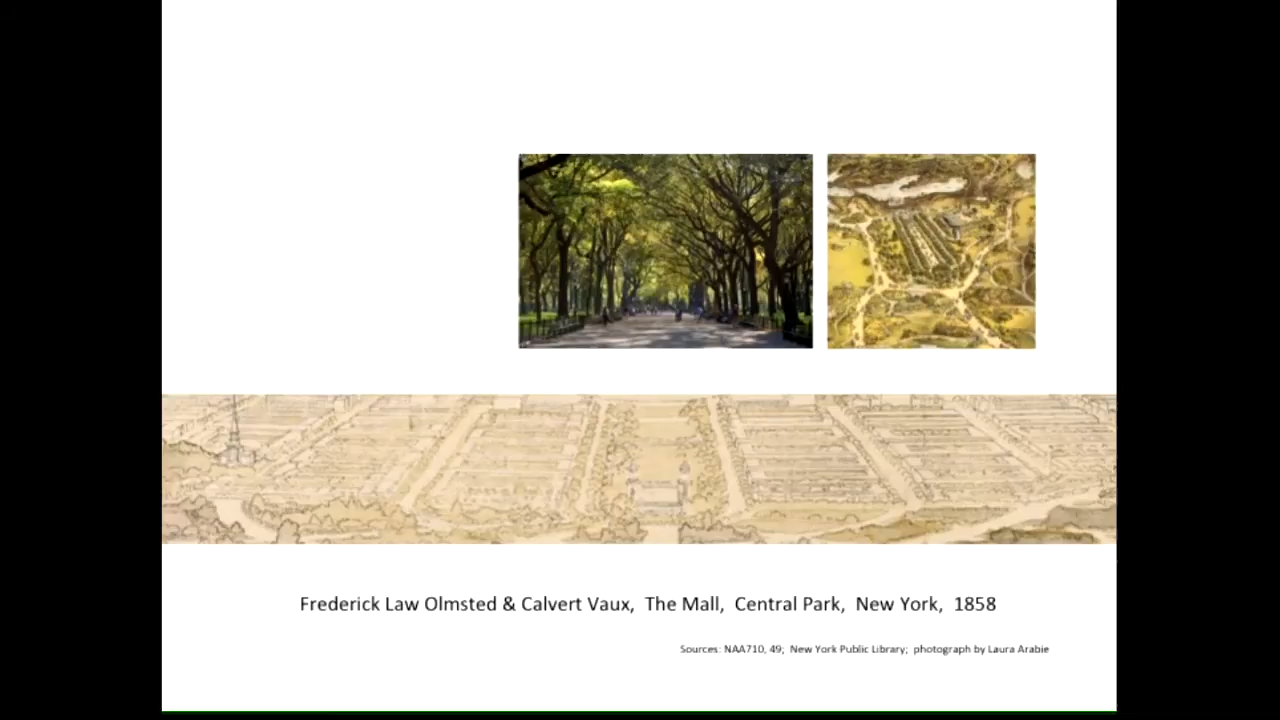 Frederick Law Olmsted & Calvert Vaux, The Mall, Central Park, New York, 1858
Sources: NAA710, 49; New York Public Library; photograph by Laura Arabie